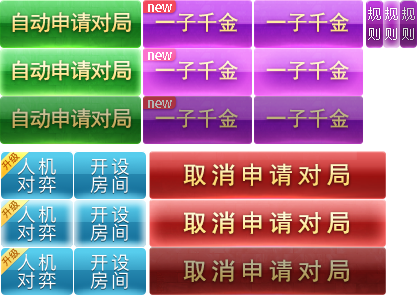 自动申请对局 new 一子千金 一子千金 规则 规则 规则
自动申请对局 new 一子千金 一子千金
自动申请对局 new 一子千金 一子千金
升级 人机对弈 开设房间 取消申请对局
升级 人机对弈 开设房间 取消申请对局
升级 人机对弈 开设房间 取消申请对局